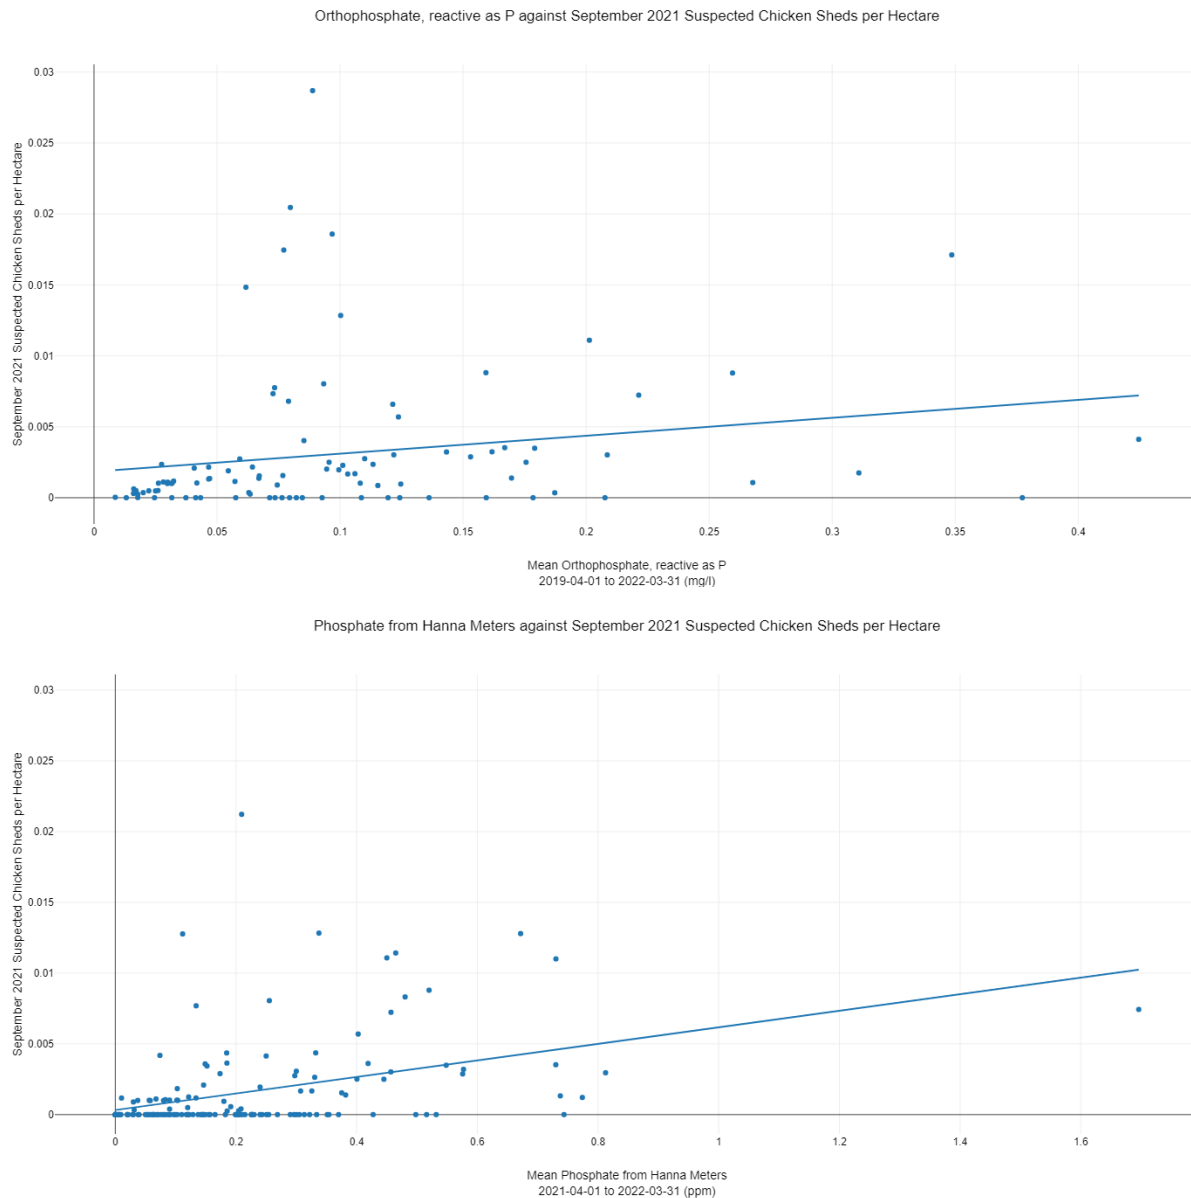 Orthophosphate, reactive as P against September 2021 Suspected Chicken Sheds per Hectare
September 2021 Suspected Chicken Sheds per Hectare
0.03
0.025
0.02
0.015
0.01
0.005
0
0 0.05 0.1 0.15 0.2 0.25 0.3 0.35 0.4
Mean Orthophosphate, reactive as P
2019-04-01 to 2022-03-31 (mg/l)
Phosphate from Hanna Meters against September 2021 Suspected Chicken Sheds per Hectare
September 2021 Suspected Chicken Sheds per Hectare
0.03
0.025
0.02
0.015
0.01
0.005
0
0 0.2 0.4 0.6 0.8 1 1.2 1.4 1.6
Mean Phosphate from Hanna Meters
2021-04-01 to 2022-03-31 (ppm)